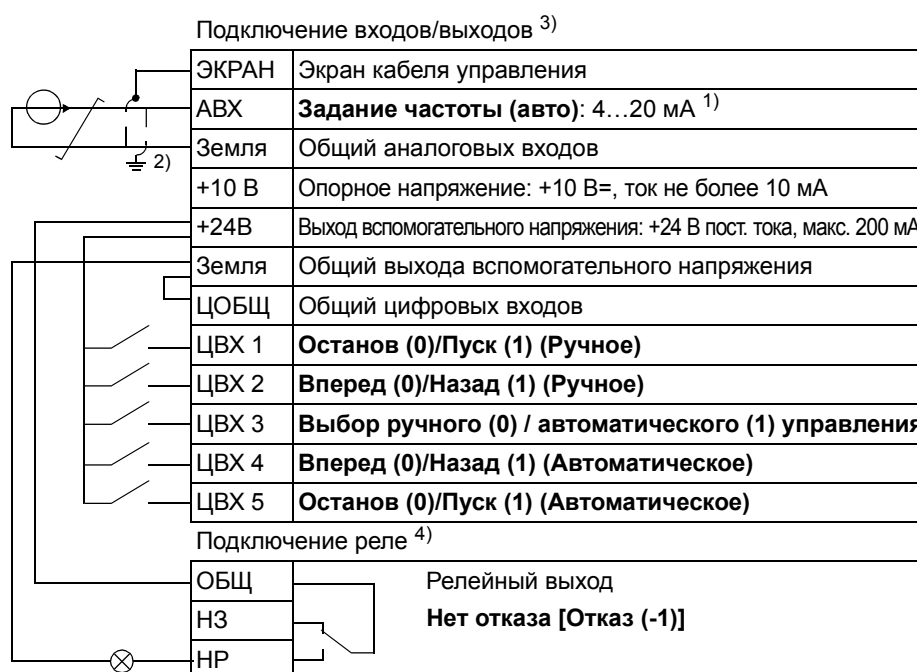 Подключение входов/выходов 3)
ЭКРАН Экран кабеля управления
АВХ Задание частоты (авто): 4…20 мА 1)
Земля Общий аналоговых входов
2)
+10 В Опорное напряжение: +10 В=, ток не более 10 мА
+24В Выход вспомогательного напряжения: +24 В пост. тока, макс. 200 мА
Земля Общий выхода вспомогательного напряжения
ЦОБЩ Общий цифровых входов
ЦВХ 1 Останов (0)/Пуск (1) (Ручное)
ЦВХ 2 Вперед (0)/Назад (1) (Ручное)
ЦВХ 3 Выбор ручного (0) / автоматического (1) управления
ЦВХ 4 Вперед (0)/Назад (1) (Автоматическое)
ЦВХ 5 Останов (0)/Пуск (1) (Автоматическое)
Подключение реле 4)
ОБЩ Релейный выход
НЗ Нет отказа [Отказ (-1)]
НР